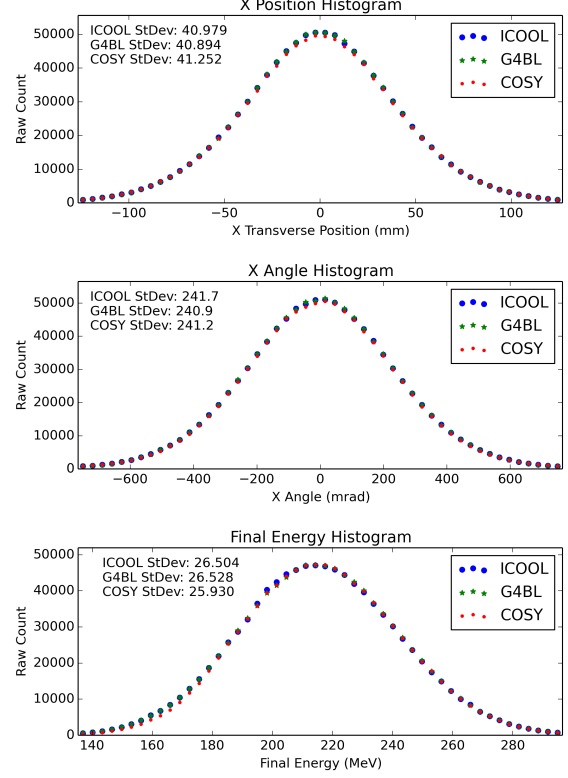 X Position Histogram
ICOOL StDev: 40.979
G4BL StDev: 40.894
COSY StDev: 41.252
ICOOL
G4BL
COSY
Raw Count
50000
40000
30000
20000
10000
0
−100 −50 0 50 100
X Transverse Position (mm)
X Angle Histogram
ICOOL StDev: 241.7
G4BL StDev: 240.9
COSY StDev: 241.2
ICOOL
G4BL
COSY
Raw Count
50000
40000
30000
20000
10000
0
−600 −400 −200 0 200 400 600
X Angle (mrad)
Final Energy Histogram
ICOOL StDev: 26.504
G4BL StDev: 26.528
COSY StDev: 25.930
ICOOL
G4BL
COSY
Raw Count
50000
40000
30000
20000
10000
0
140 160 180 200 220 240 260 280
Final Energy (MeV)